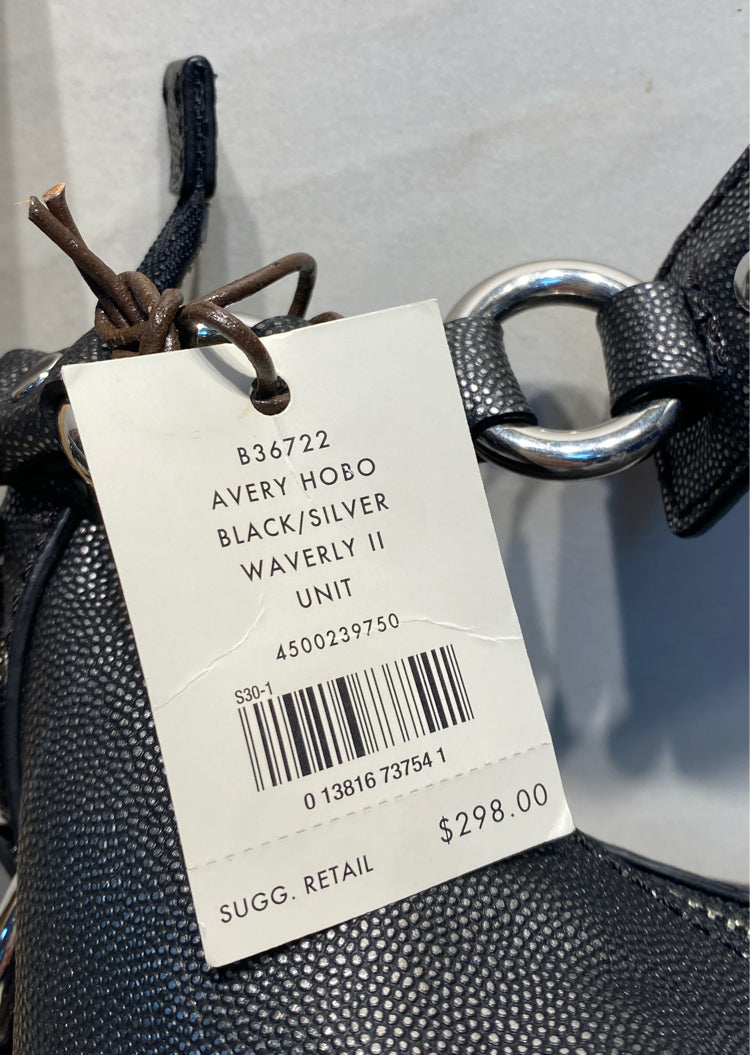 B36722
AVERY HOBO
BLACK/SILVER
WAVERLY II
UNIT
4500239750
S30-1
0 13816 73754 1
$298.00
SUGG. RETAIL